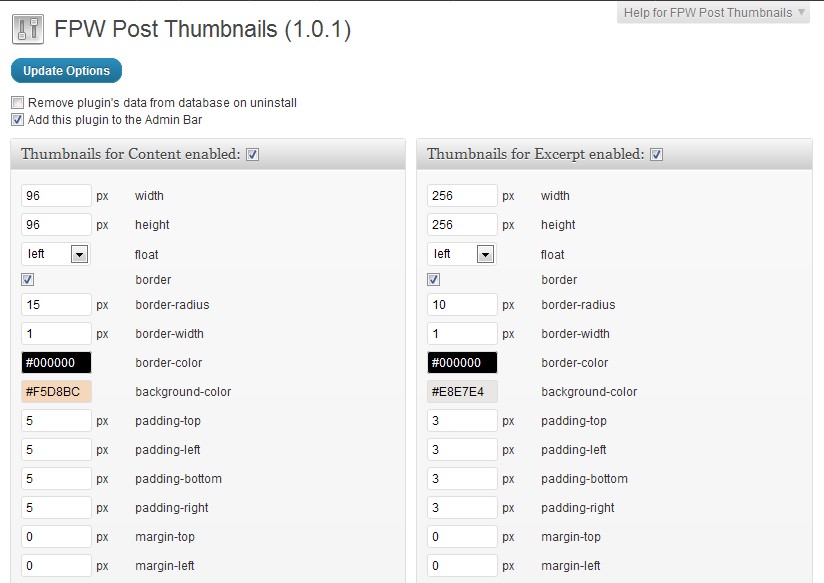 Help for FPW Post Thumbnails
FPW Post Thumbnails (1.0.1)
Update Options
Remove plugin's data from database on uninstall
Add this plugin to the Admin Bar
Thumbnails for Content enabled:
96 px width
96 px height
left float
border
15 px border-radius
1 px border-width
#000000 border-color
#F5D8BC background-color
5 px padding-top
5 px padding-left
5 px padding-bottom
5 px padding-right
0 px margin-top
0 px margin-left
Thumbnails for Excerpt enabled:
256 px width
256 px height
left float
border
10 px border-radius
1 px border-width
#000000 border-color
#E8E7E4 background-color
3 px padding-top
3 px padding-left
3 px padding-bottom
3 px padding-right
0 px margin-top
0 px margin-left